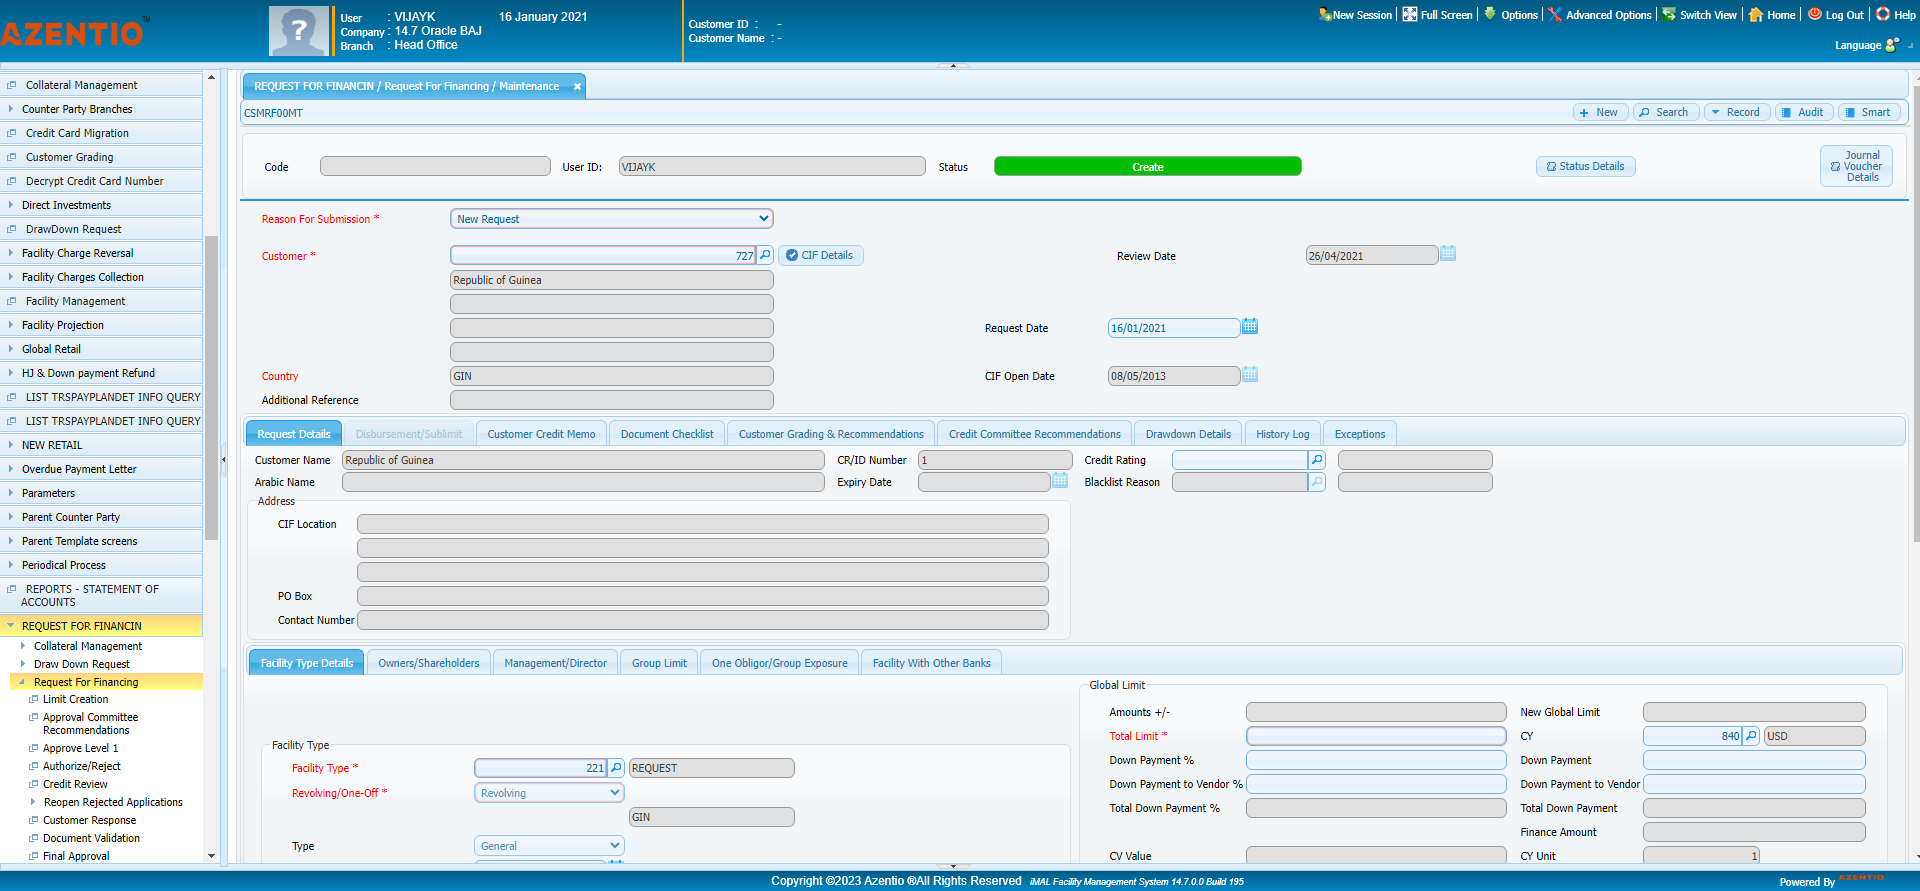 AZENTIO™
User : VIJAYK 16 January 2021
Company : 14.7 Oracle BAJ
Branch : Head Office
Customer ID : -
Customer Name : -
New Session Full Screen Options Advanced Options Switch View Home Log Out Help
Language
Collateral Management
Counter Party Branches
Credit Card Migration
Customer Grading
Decrypt Credit Card Number
Direct Investments
DrawDown Request
Facility Charge Reversal
Facility Charges Collection
Facility Management
Facility Projection
Global Retail
HJ & Down payment Refund
LIST TRSPAYPLANDET INFO QUERY
LIST TRSPAYPLANDET INFO QUERY
NEW RETAIL
Overdue Payment Letter
Parameters
Parent Counter Party
Parent Template screens
Periodical Process
REPORTS - STATEMENT OF
ACCOUNTS
REQUEST FOR FINANCIN
Collateral Management
Draw Down Request
Request For Financing
Limit Creation
Approval Committee
Recommendations
Approve Level 1
Authorize/Reject
Credit Review
Reopen Rejected Applications
Customer Response
Document Validation
Final Approval
REQUEST FOR FINANCIN / Request For Financing / Maintenance
CSMRF00MT
New Search Record Audit Smart
Code User ID: VIJAYK Status Create Status Details
Journal
Voucher
Details
Reason For Submission * New Request
Customer * 727 CIF Details Review Date 26/04/2021
Republic of Guinea
Request Date 16/01/2021
Country GIN CIF Open Date 08/05/2013
Additional Reference
Request Details Disbursement/Sublimit Customer Credit Memo Document Checklist Customer Grading & Recommendations Credit Committee Recommendations Drawdown Details History Log Exceptions
Customer Name Republic of Guinea CR/ID Number 1 Credit Rating
Arabic Name Expiry Date Blacklist Reason
Address
CIF Location
PO Box
Contact Number
Facility Type Details Owners/Shareholders Management/Director Group Limit One Obligor/Group Exposure Facility With Other Banks
Global Limit
Amounts +/- New Global Limit
Total Limit * CY 840 USD
Down Payment % Down Payment
Down Payment to Vendor % Down Payment to Vendor
Total Down Payment % Total Down Payment
Finance Amount
CV Value CY Unit 1
Facility Type
Facility Type * 221 REQUEST
Revolving/One-Off * Revolving
GIN
Type General
Copyright ©2023 Azentio ®All Rights Reserved iMAL Facility Management System 14.7.0.0 Build 195
Powered By AZENTIO